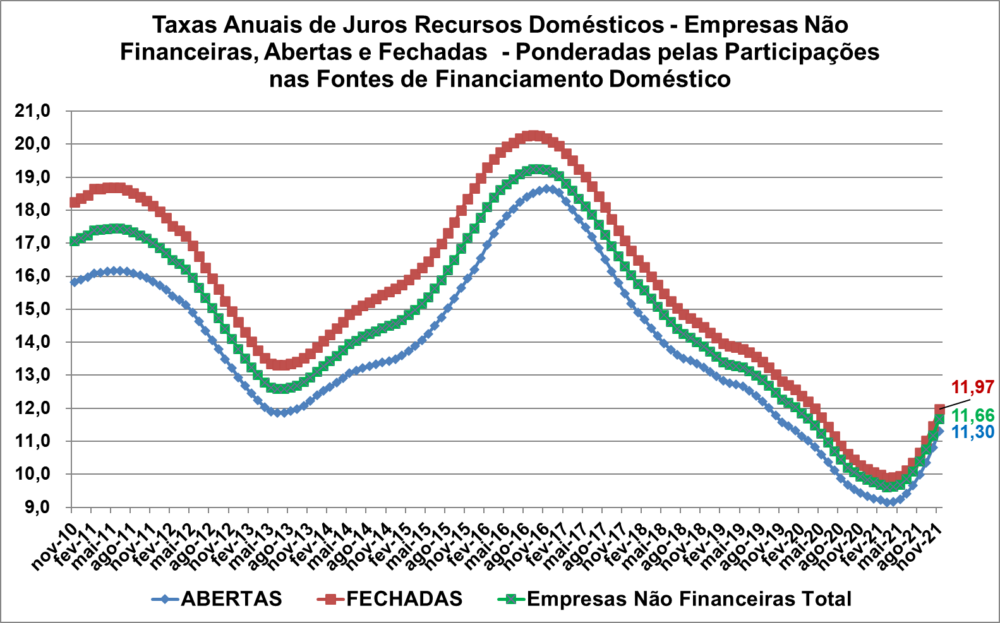 Taxas Anuais de Juros Recursos Domésticos - Empresas Não
Financeiras, Abertas e Fechadas - Ponderadas pelas Participações
nas Fontes de Financiamento Doméstico
21,0
20,0
19,0
18,0
17,0
16,0
15,0
14,0
13,0
12,0
11,0
10,0
9,0
11,97
11,66
11,30
nov-10
fev-11
mai-11
ago-11
nov-11
fev-12
mai-12
ago-12
nov-12
fev-13
mai-13
ago-13
nov-13
fev-14
mai-14
ago-14
nov-14
fev-15
mai-15
ago-15
nov-15
fev-16
mai-16
ago-16
nov-16
fev-17
mai-17
ago-17
nov-17
fev-18
mai-18
ago-18
nov-18
fev-19
mai-19
ago-19
nov-19
fev-20
mai-20
ago-20
nov-20
fev-21
mai-21
ago-21
nov-21
ABERTAS
FECHADAS
Empresas Não Financeiras Total